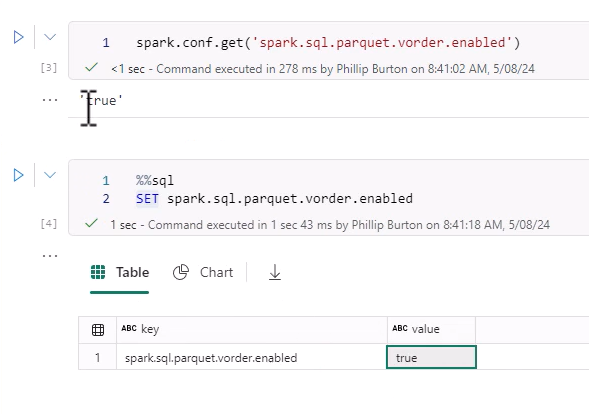 1 spark.conf.get('spark.sql.parquet.vorder.enabled')
[3] <1 sec - Command executed in 278 ms by Phillip Burton on 8:41:02 AM, 5/08/24
... 'true'
1 %%sql
2 SET spark.sql.parquet.vorder.enabled
[4] 1 sec - Command executed in 1 sec 43 ms by Phillip Burton on 8:41:18 AM, 5/08/24
...
Table Chart
ABC key ABC value
1 spark.sql.parquet.vorder.enabled true